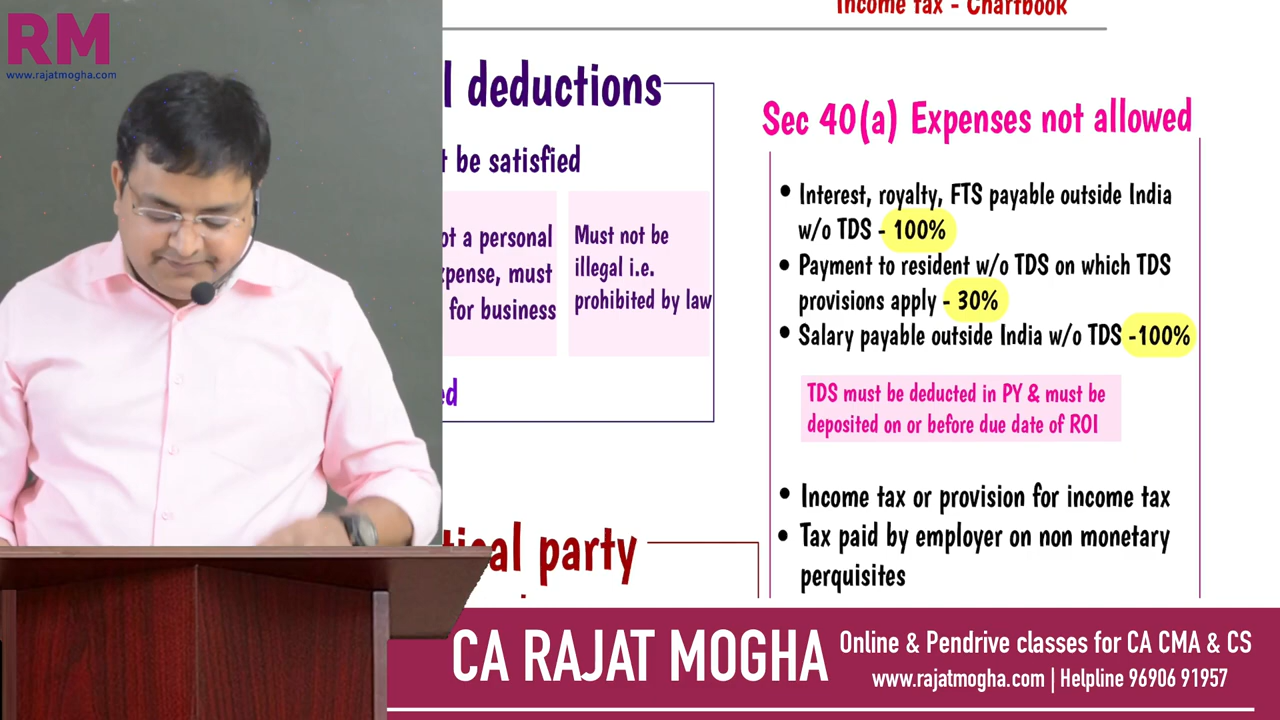 RM
www.rajatmogha.com
Income tax - Chartbook
l deductions
t be satisfied
ot a personal
xpense, must
for business
Must not be
illegal i.e.
prohibited by law
ed
tical party
Sec 40(a) Expenses not allowed
• Interest, royalty, FTS payable outside India
w/o TDS - 100%
• Payment to resident w/o TDS on which TDS
provisions apply - 30%
• Salary payable outside India w/o TDS -100%
TDS must be deducted in PY & must be
deposited on or before due date of ROI
• Income tax or provision for income tax
• Tax paid by employer on non monetary
perquisites
CA RAJAT MOGHA
Online & Pendrive classes for CA CMA & CS
www.rajatmogha.com | Helpline 96906 91957